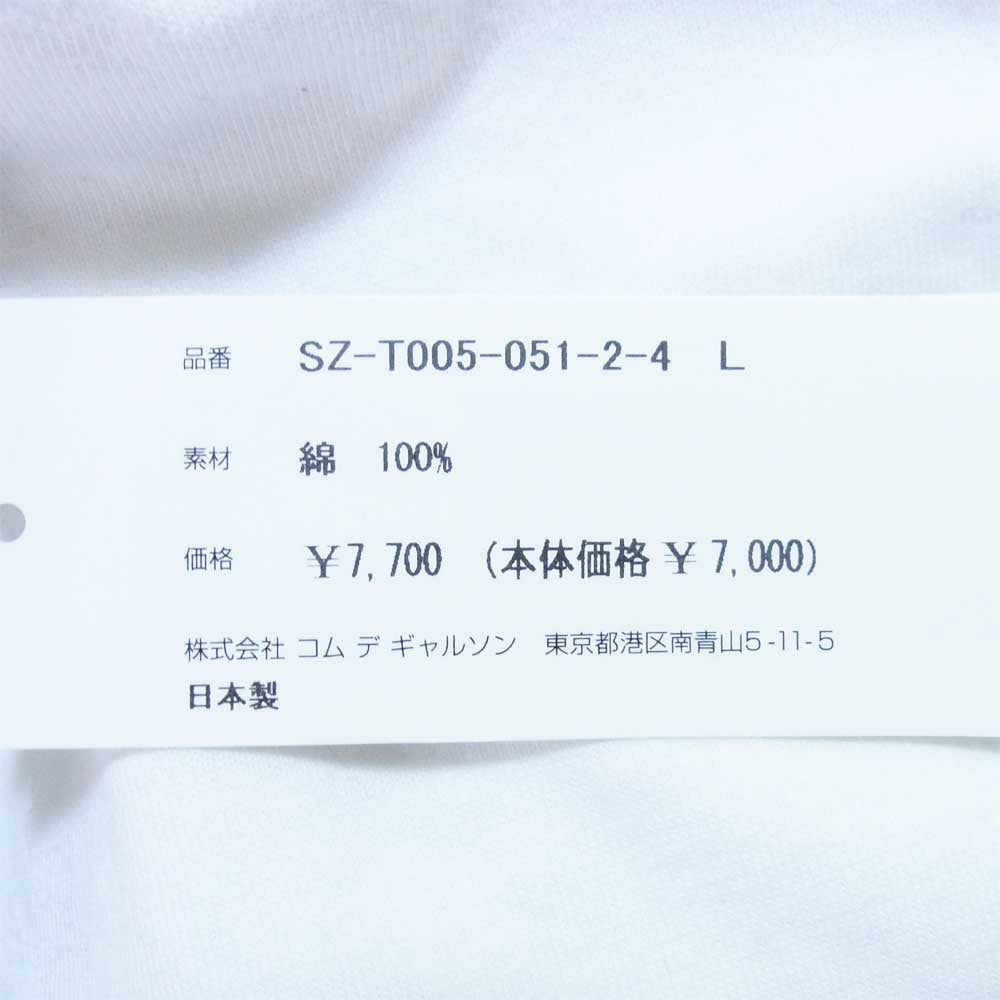 品番 SZ-T005-051-2-4 L
素材 綿 100%
価格 ¥7,700 (本体価格¥7,000)
株式会社 コム デ ギャルソン 東京都港区南青山5-11-5
日本製